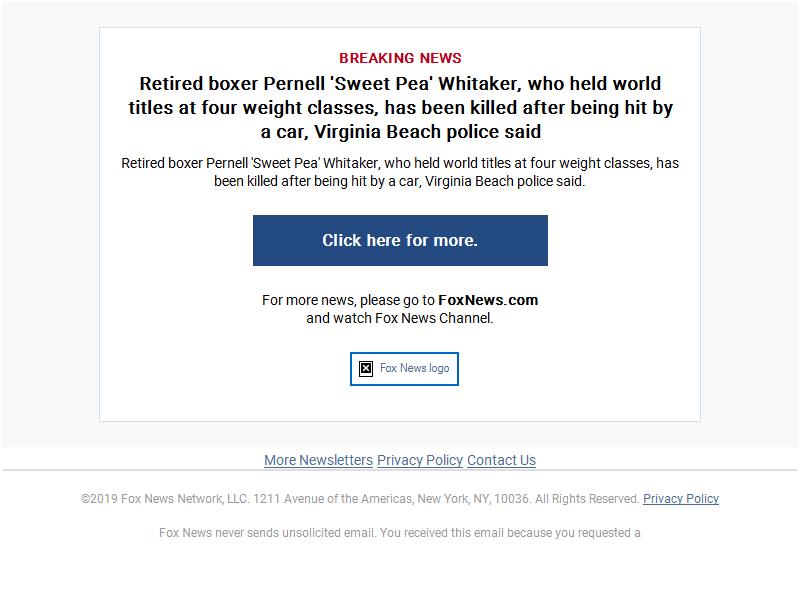 BREAKING NEWS
Retired boxer Pernell 'Sweet Pea' Whitaker, who held world
titles at four weight classes, has been killed after being hit by
a car, Virginia Beach police said
Retired boxer Pernell 'Sweet Pea' Whitaker, who held world titles at four weight classes, has
been killed after being hit by a car, Virginia Beach police said.
Click here for more.
For more news, please go to FoxNews.com
and watch Fox News Channel.
Fox News logo
More Newsletters Privacy Policy Contact Us
©2019 Fox News Network, LLC. 1211 Avenue of the Americas, New York, NY, 10036. All Rights Reserved. Privacy Policy
Fox News never sends unsolicited email. You received this email because you requested a